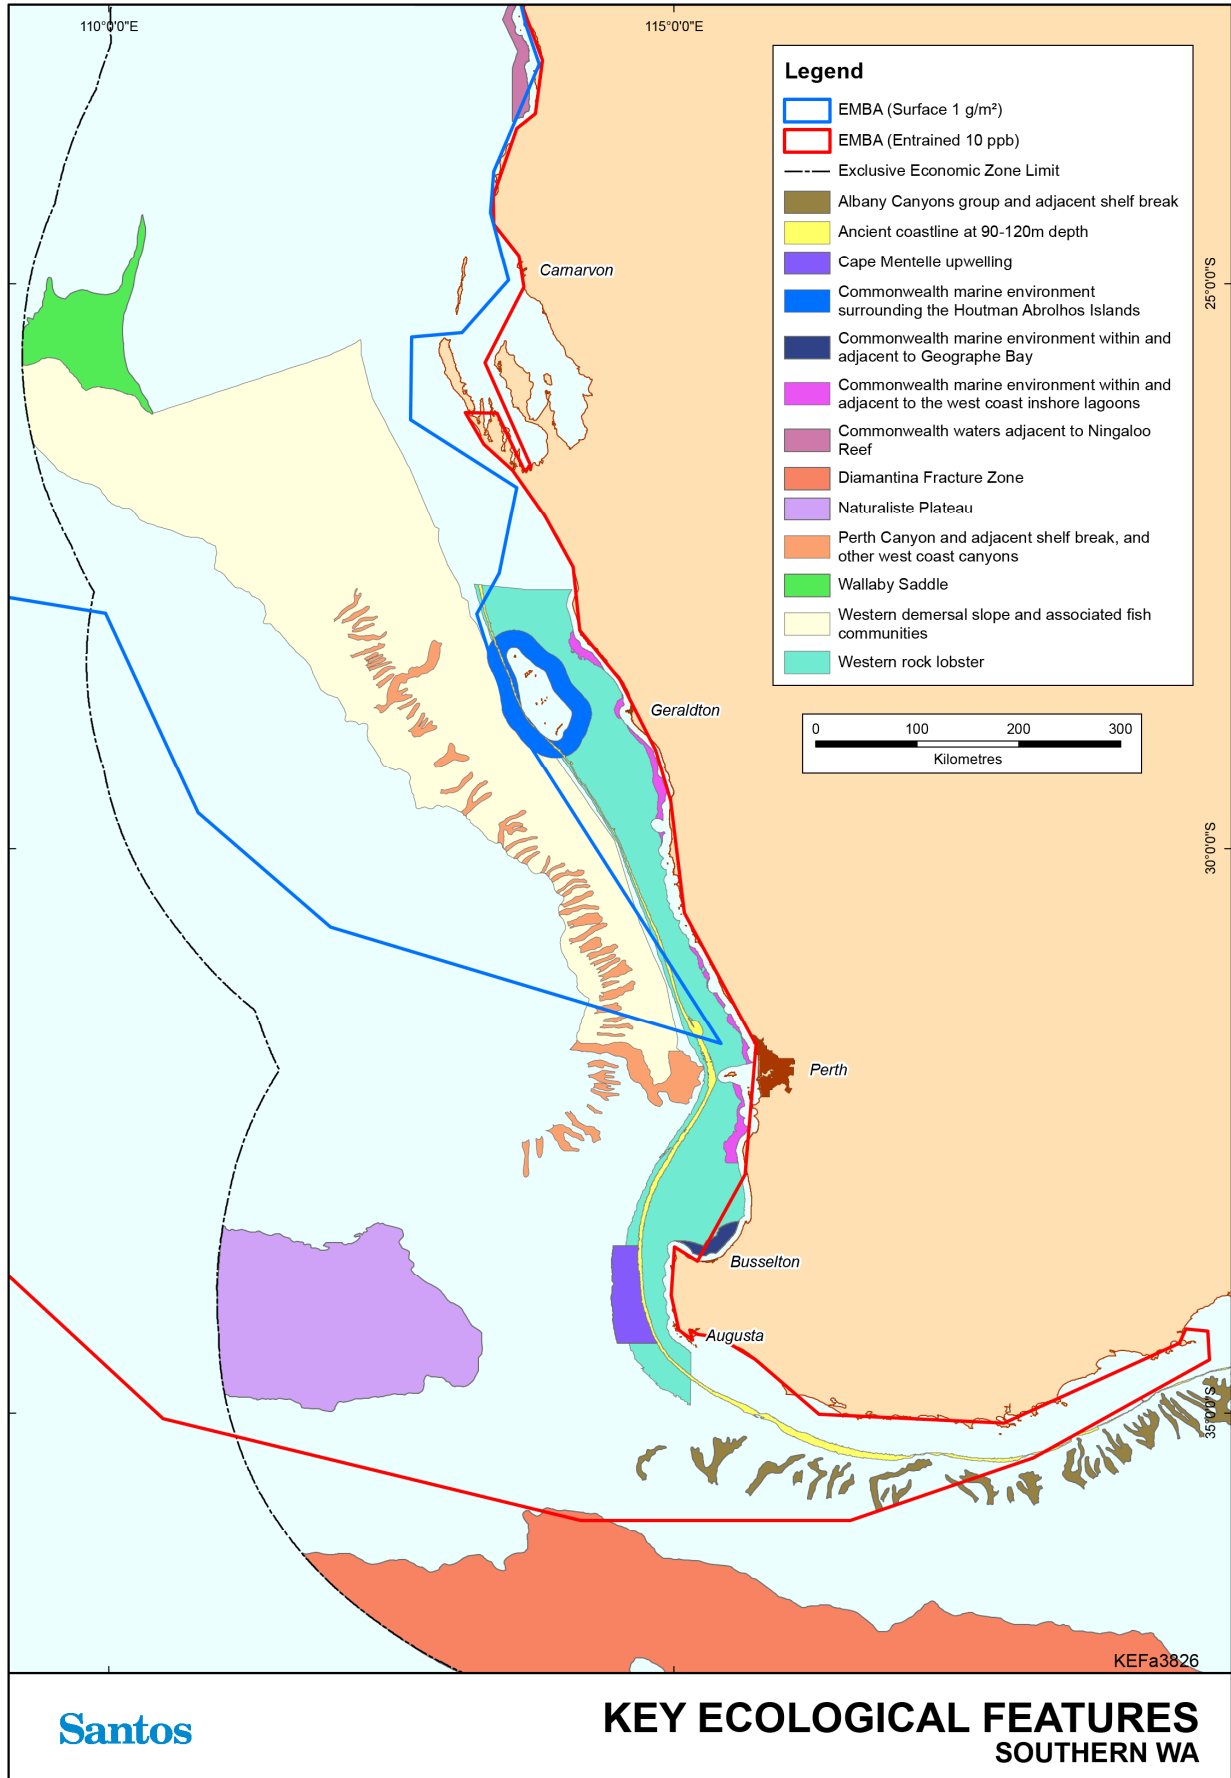 110°0'0"E
115°0'0"E
Legend
EMBA (Surface 1 g/m²)
EMBA (Entrained 10 ppb)
Exclusive Economic Zone Limit
Albany Canyons group and adjacent shelf break
Ancient coastline at 90-120m depth
Cape Mentelle upwelling
Commonwealth marine environment
surrounding the Houtman Abrolhos Islands
Commonwealth marine environment within and
adjacent to Geographe Bay
Commonwealth marine environment within and
adjacent to the west coast inshore lagoons
Commonwealth waters adjacent to Ningaloo
Reef
Diamantina Fracture Zone
Naturaliste Plateau
Perth Canyon and adjacent shelf break, and
other west coast canyons
Wallaby Saddle
Western demersal slope and associated fish
communities
Western rock lobster
0 100 200 300
Kilometres
25°0'0"S
30°0'0"S
35°0'0"S
Carnarvon
Geraldton
Perth
Busselton
Augusta
KEFa3826
Santos
KEY ECOLOGICAL FEATURES
SOUTHERN WA